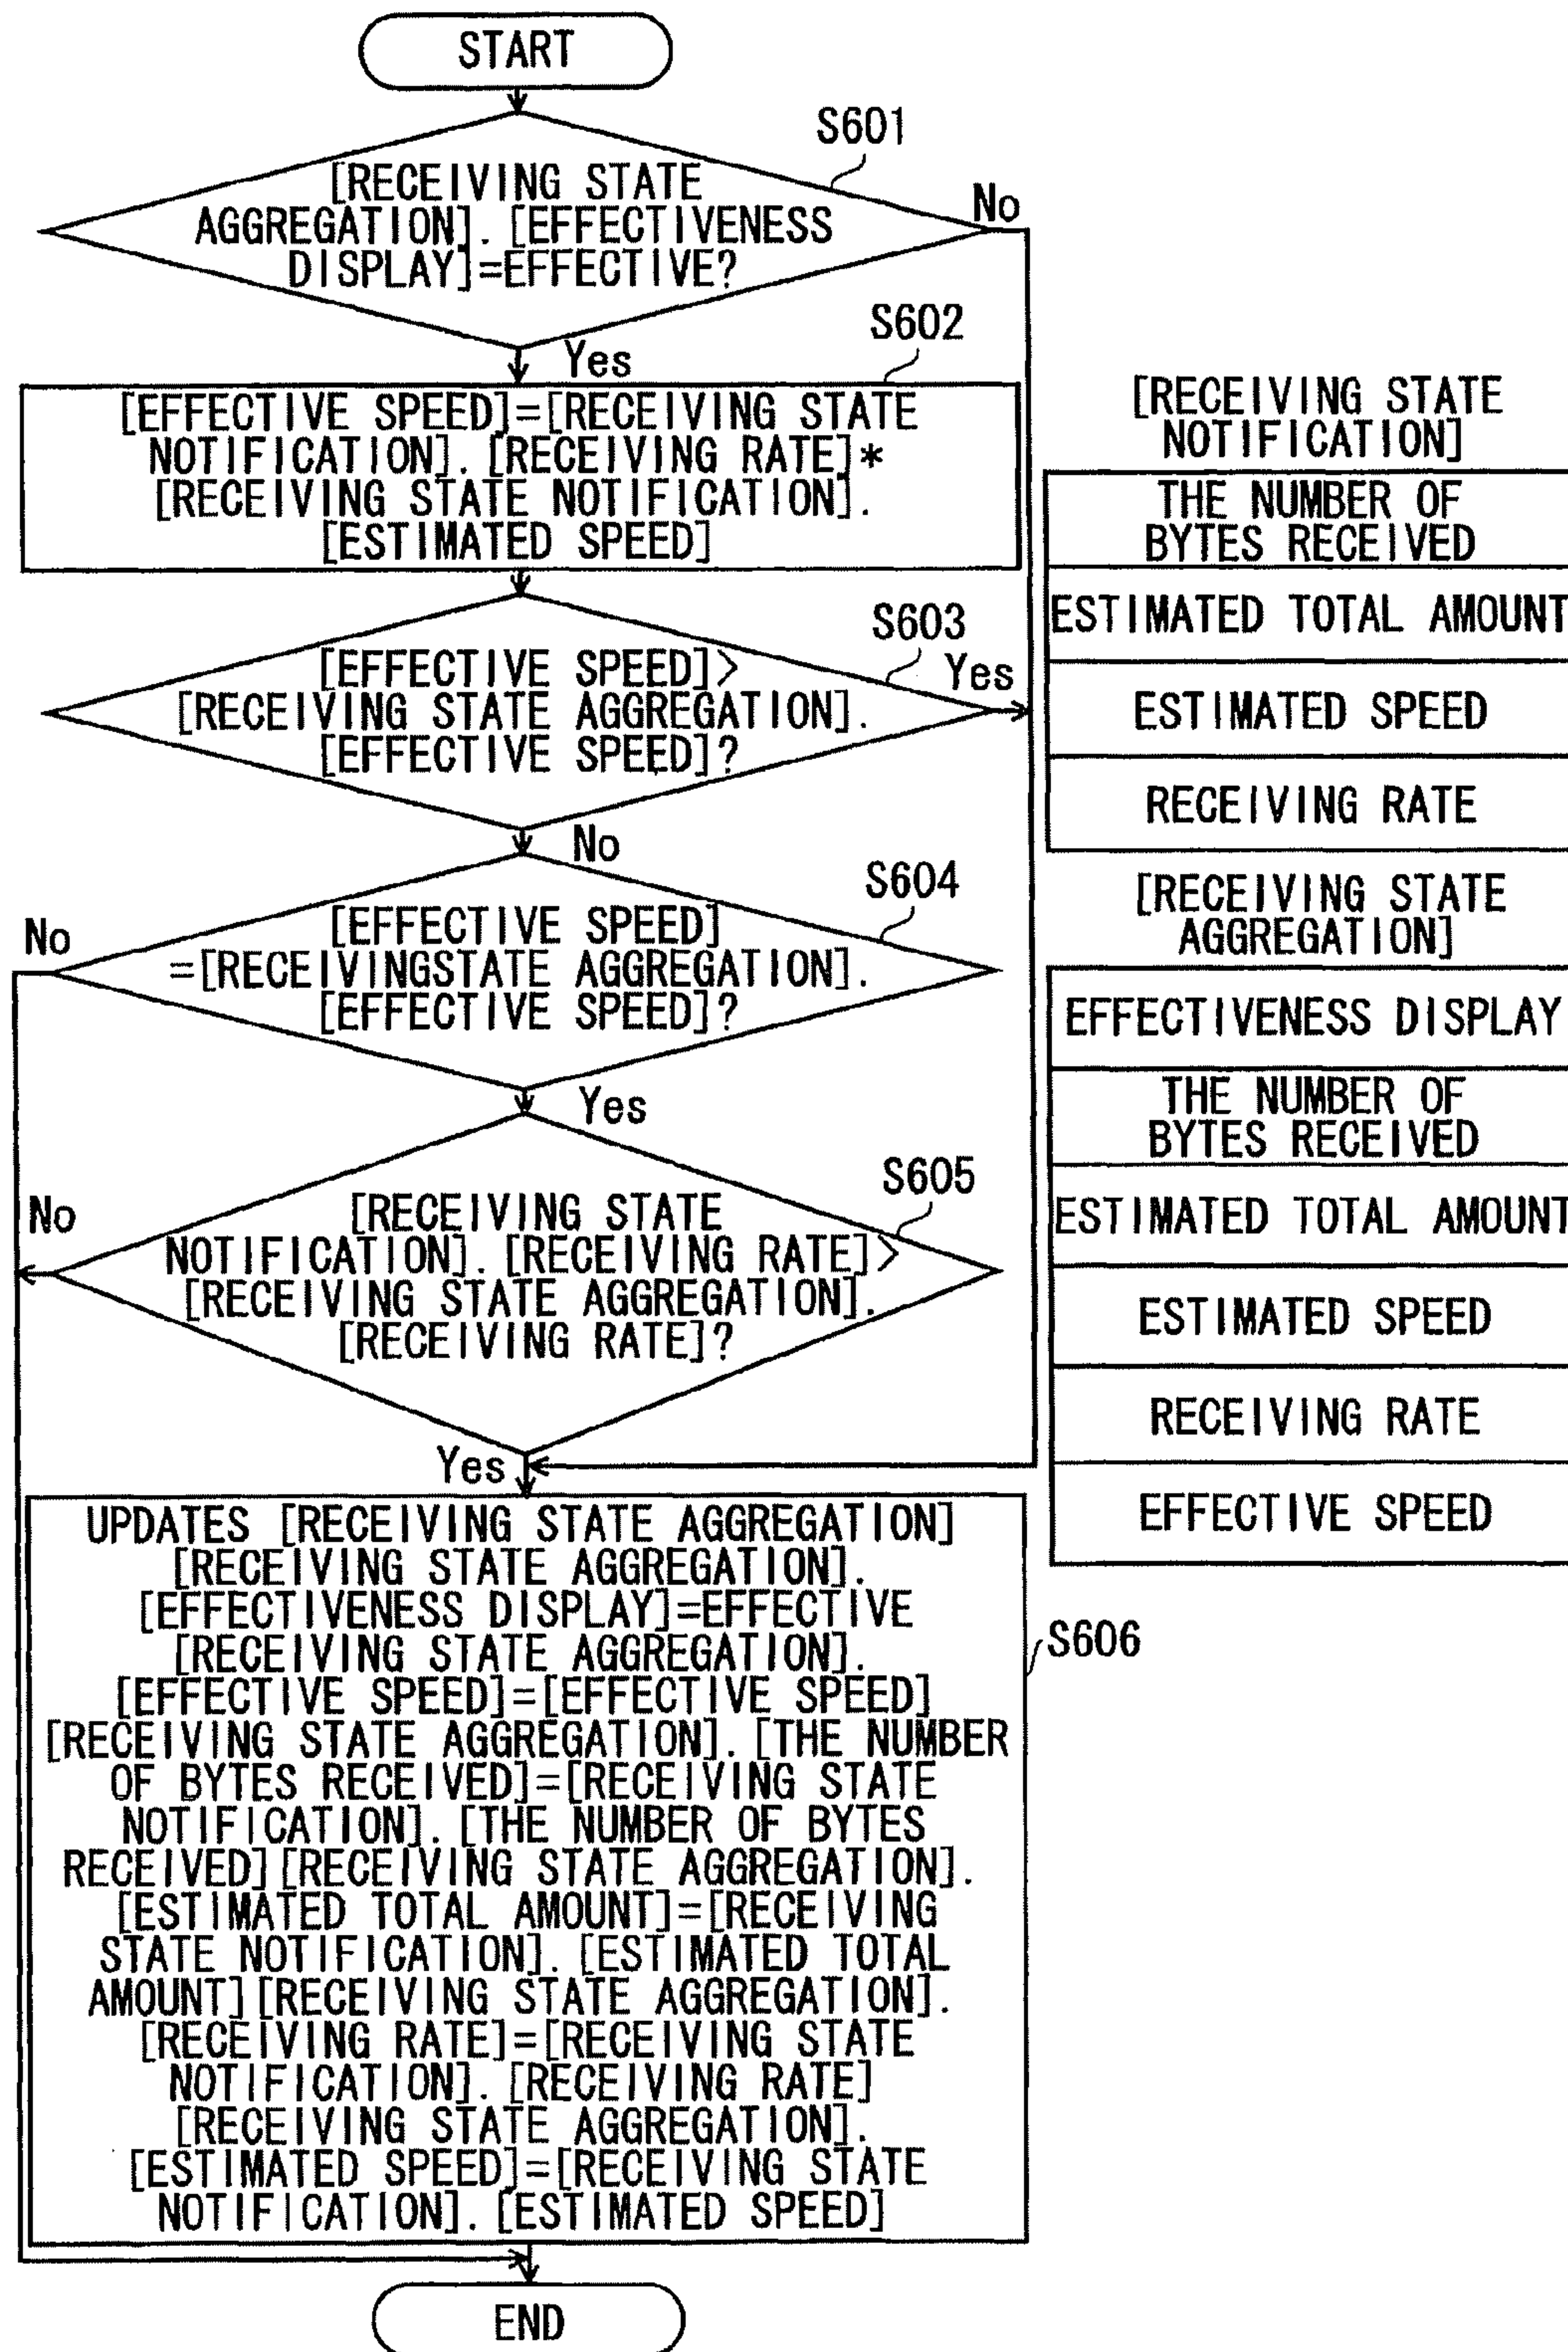 START
S601
[RECEIVING STATE
AGGREGATION]. [EFFECTIVENESS
DISPLAY]=EFFECTIVE?
No
Yes
S602
[EFFECTIVE SPEED]=[RECEIVING STATE
NOTIFICATION]. [RECEIVING RATE]*
[RECEIVING STATE NOTIFICATION].
[ESTIMATED SPEED]
S603
[EFFECTIVE SPEED]>
[RECEIVING STATE AGGREGATION].
[EFFECTIVE SPEED]?
Yes
No
S604
[EFFECTIVE SPEED]
=[RECEIVINGSTATE AGGREGATION].
[EFFECTIVE SPEED]?
No
Yes
S605
[RECEIVING STATE
NOTIFICATION]. [RECEIVING RATE]>
[RECEIVING STATE AGGREGATION].
[RECEIVING RATE]?
No
Yes
UPDATES [RECEIVING STATE AGGREGATION]
[RECEIVING STATE AGGREGATION].
[EFFECTIVENESS DISPLAY]=EFFECTIVE
[RECEIVING STATE AGGREGATION].
[EFFECTIVE SPEED]=[EFFECTIVE SPEED]
[RECEIVING STATE AGGREGATION]. [THE NUMBER
OF BYTES RECEIVED]=[RECEIVING STATE
NOTIFICATION]. [THE NUMBER OF BYTES
RECEIVED][RECEIVING STATE AGGREGATION].
[ESTIMATED TOTAL AMOUNT]=[RECEIVING
STATE NOTIFICATION]. [ESTIMATED TOTAL
AMOUNT][RECEIVING STATE AGGREGATION].
[RECEIVING RATE]=[RECEIVING STATE
NOTIFICATION]. [RECEIVING RATE]
[RECEIVING STATE AGGREGATION].
[ESTIMATED SPEED]=[RECEIVING STATE
NOTIFICATION]. [ESTIMATED SPEED]
S606
END
[RECEIVING STATE
NOTIFICATION]
THE NUMBER OF
BYTES RECEIVED
ESTIMATED TOTAL AMOUNT
ESTIMATED SPEED
RECEIVING RATE
[RECEIVING STATE
AGGREGATION]
EFFECTIVENESS DISPLAY
THE NUMBER OF
BYTES RECEIVED
ESTIMATED TOTAL AMOUNT
ESTIMATED SPEED
RECEIVING RATE
EFFECTIVE SPEED